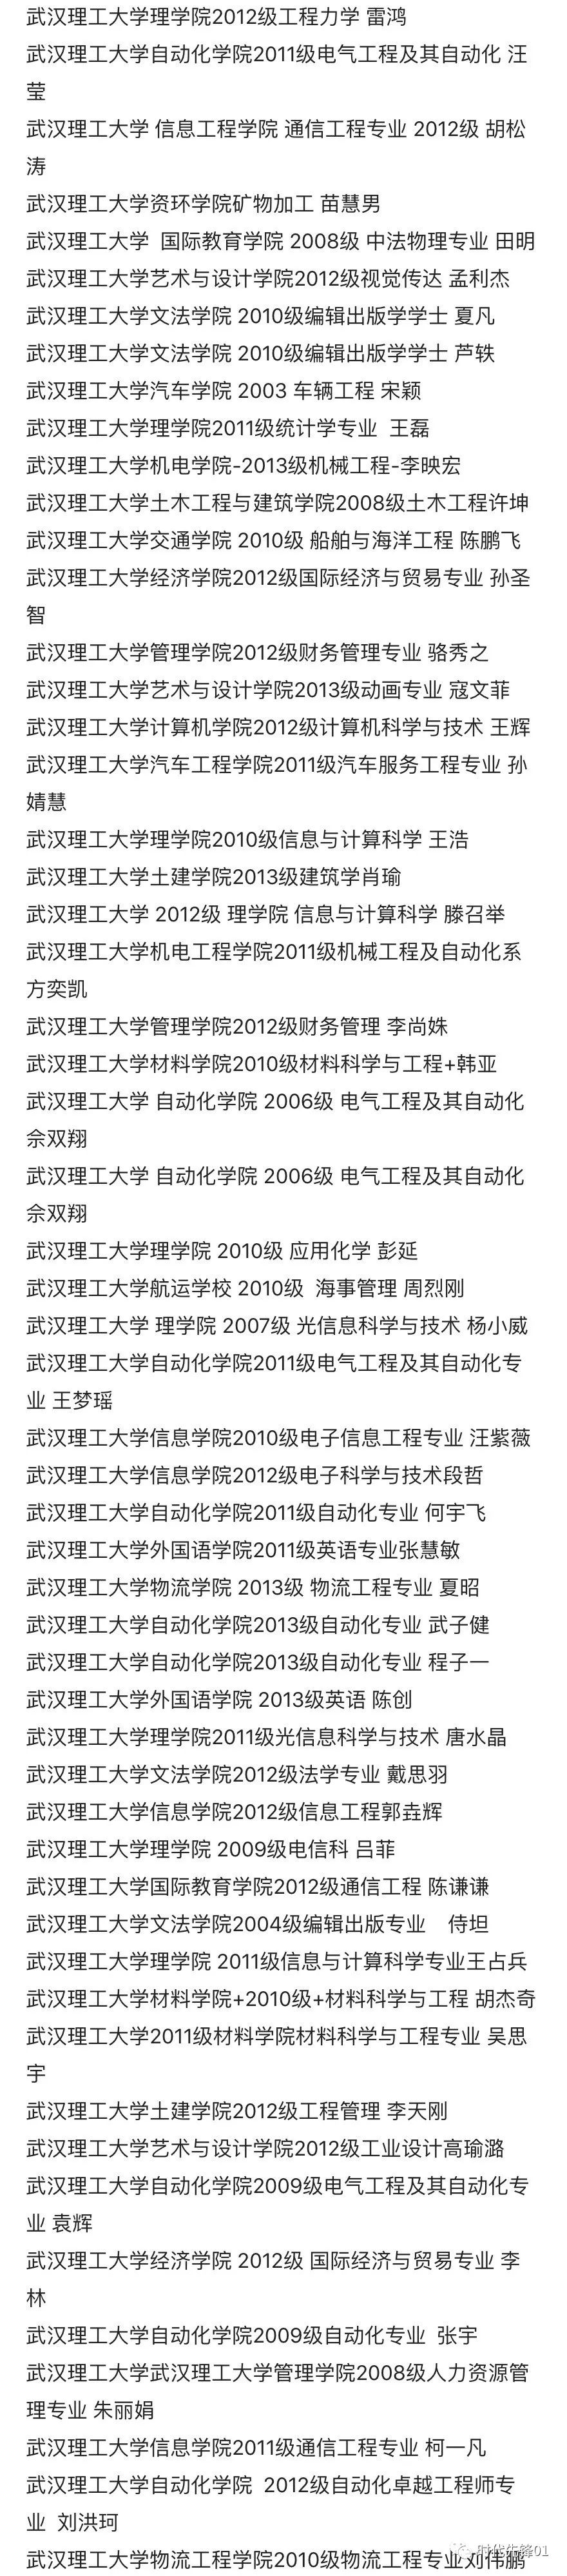 武汉理工大学理学院2012级工程力学 雷鸿
武汉理工大学自动化学院2011级电气工程及其自动化 汪
莹
武汉理工大学 信息工程学院 通信工程专业 2012级 胡松
涛
武汉理工大学资环学院矿物加工 苗慧男
武汉理工大学  国际教育学院 2008级 中法物理专业 田明
武汉理工大学艺术与设计学院2012级视觉传达 孟利杰
武汉理工大学文法学院 2010级编辑出版学学士 夏凡
武汉理工大学文法学院 2010级编辑出版学学士 芦轶
武汉理工大学汽车学院 2003 车辆工程 宋颖
武汉理工大学理学院2011级统计学专业  王磊
武汉理工大学机电学院-2013级机械工程-李映宏
武汉理工大学土木工程与建筑学院2008级土木工程许坤
武汉理工大学交通学院 2010级 船舶与海洋工程 陈鹏飞
武汉理工大学经济学院2012级国际经济与贸易专业 孙圣
智
武汉理工大学管理学院2012级财务管理专业 骆秀之
武汉理工大学艺术与设计学院2013级动画专业 寇文菲
武汉理工大学计算机学院2012级计算机科学与技术 王辉
武汉理工大学汽车工程学院2011级汽车服务工程专业 孙
婧慧
武汉理工大学理学院2010级信息与计算科学 王浩
武汉理工大学土建学院2013级建筑学肖瑜
武汉理工大学 2012级 理学院 信息与计算科学 滕召举
武汉理工大学机电工程学院2011级机械工程及自动化系
方奕凯
武汉理工大学管理学院2012级财务管理 李尚姝
武汉理工大学材料学院2010级材料科学与工程+韩亚
武汉理工大学 自动化学院 2006级 电气工程及其自动化
佘双翔
武汉理工大学 自动化学院 2006级 电气工程及其自动化
佘双翔
武汉理工大学理学院 2010级 应用化学 彭延
武汉理工大学航运学校 2010级  海事管理 周烈刚
武汉理工大学 理学院 2007级 光信息科学与技术 杨小威
武汉理工大学自动化学院2011级电气工程及其自动化专
业 王梦瑶
武汉理工大学信息学院2010级电子信息工程专业 汪紫薇
武汉理工大学信息学院2012级电子科学与技术段哲
武汉理工大学自动化学院2011级自动化专业 何宇飞
武汉理工大学外国语学院2011级英语专业张慧敏
武汉理工大学物流学院 2013级 物流工程专业 夏昭
武汉理工大学自动化学院2013级自动化专业 武子健
武汉理工大学自动化学院2013级自动化专业 程子一
武汉理工大学外国语学院 2013级英语 陈创
武汉理工大学理学院2011级光信息科学与技术 唐水晶
武汉理工大学文法学院2012级法学专业 戴思羽
武汉理工大学信息学院2012级信息工程郭垚辉
武汉理工大学理学院 2009级电信科 吕菲
武汉理工大学国际教育学院2012级通信工程 陈谦谦
武汉理工大学文法学院2004级编辑出版专业    侍坦
武汉理工大学理学院 2011级信息与计算科学专业王占兵
武汉理工大学材料学院+2010级+材料科学与工程 胡杰奇
武汉理工大学2011级材料学院材料科学与工程专业 吴思
宇
武汉理工大学土建学院2012级工程管理 李天刚
武汉理工大学艺术与设计学院2012级工业设计高瑜潞
武汉理工大学自动化学院2009级电气工程及其自动化专
业 袁辉
武汉理工大学经济学院 2012级 国际经济与贸易专业 李
林
武汉理工大学自动化学院2009级自动化专业  张宇
武汉理工大学武汉理工大学管理学院2008级人力资源管
理专业 朱丽娟
武汉理工大学信息学院2011级通信工程专业 柯一凡
武汉理工大学自动化学院  2012级自动化卓越工程师专
业  刘洪珂
时代先锋01
武汉理工大学物流工程学院2010级物流工程专业刘伟鹏